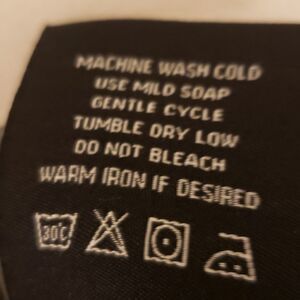 MACHINE WASH COLD
USE MILD SOAP
GENTLE CYCLE
TUMBLE DRY LOW
DO NOT BLEACH
WARM IRON IF DESIRED
30°C